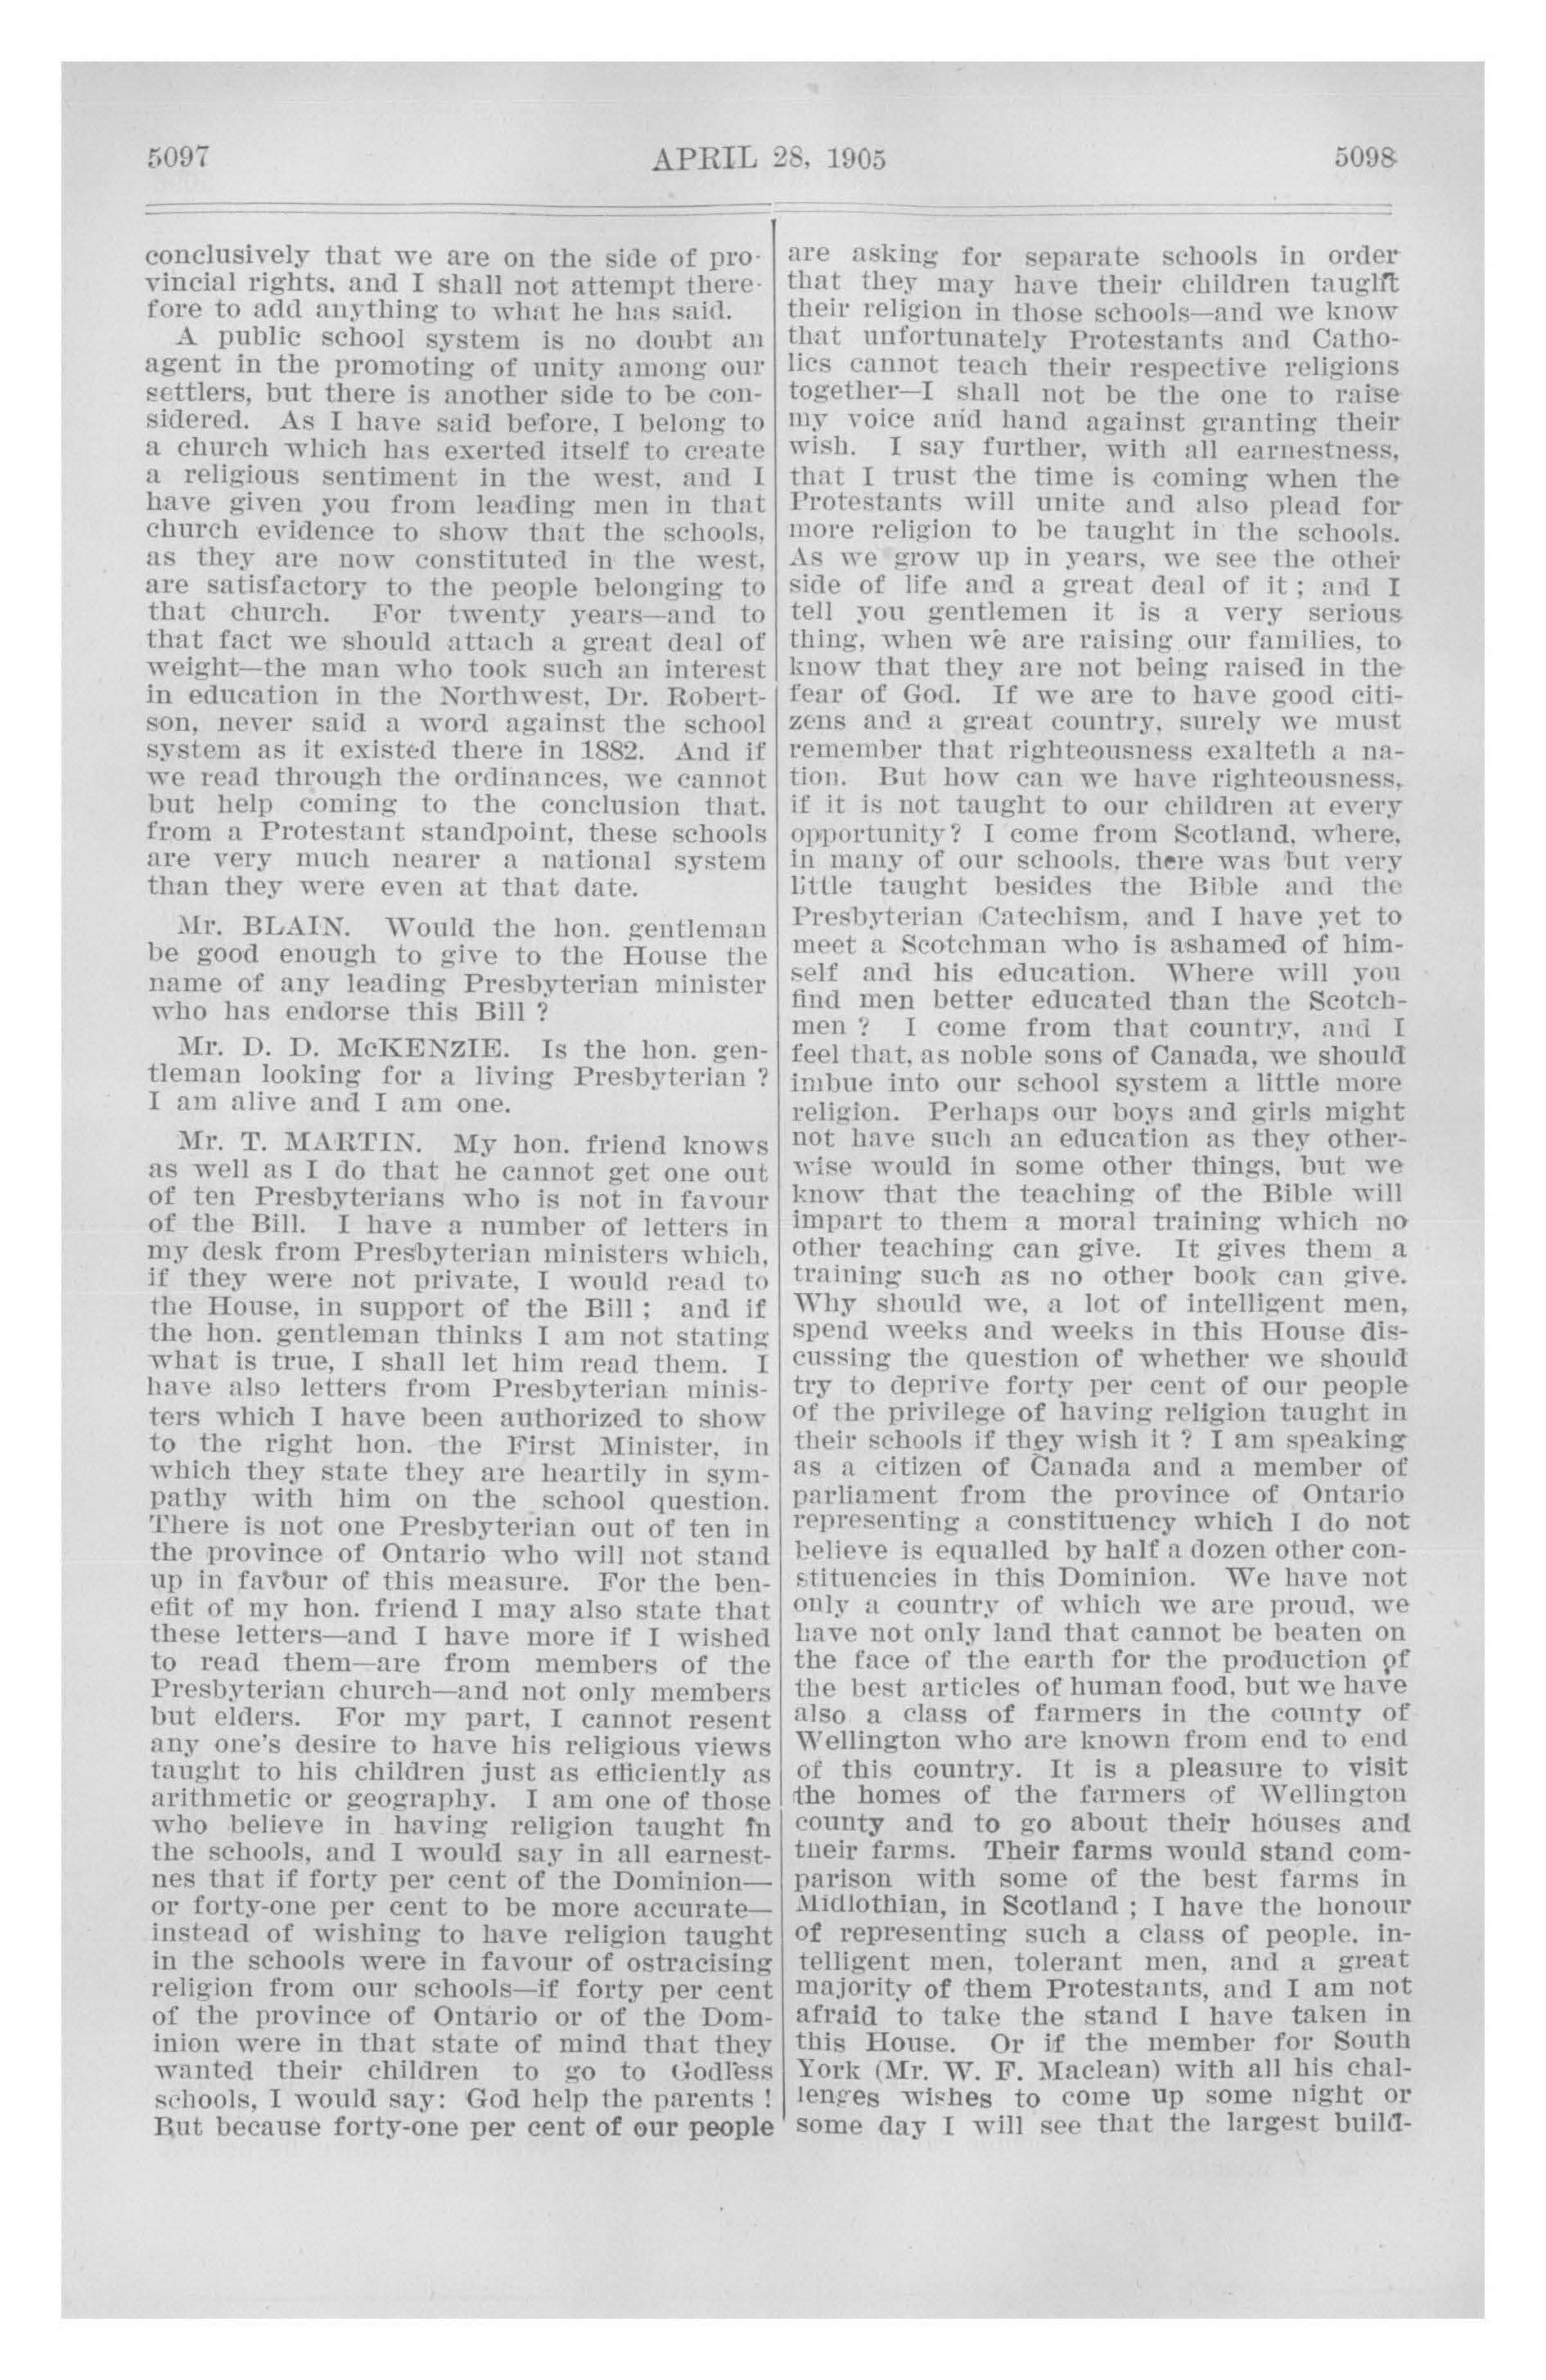 5097
APRIL 28, 1905
5098
conclusively that we are on the side of pro-
vincial rights, and I shall not attempt there-
fore to add anything to what he has said.
A public school system is no doubt an
agent in the promoting of unity among our
settlers, but there is another side to be con-
sidered. As I have said before, I belong to
a church which has exerted itself to create
a religious sentiment in the west, and I
have given you from leading men in that
church evidence to show that the schools,
as they are now constituted in the west,
are satisfactory to the people belonging to
that church. For twenty years—and to
that fact we should attach a great deal of
weight—the man who took such an interest
in education in the Northwest, Dr. Robert-
son, never said a word against the school
system as it existed there in 1882. And if
we read through the ordinances, we cannot
but help coming to the conclusion that,
from a Protestant standpoint, these schools
are very much nearer a national system
than they were even at that date.
Mr. BLAIN. Would the hon. gentleman
be good enough to give to the House the
name of any leading Presbyterian minister
who has endorse this Bill ?
Mr. D. D. McKENZIE. Is the hon. gen-
tleman looking for a living Presbyterian ?
I am alive and I am one.
Mr. T. MARTIN. My hon. friend knows
as well as I do that he cannot get one out
of ten Presbyterians who is not in favour
of the Bill. I have a number of letters in
my desk from Presbyterian ministers which,
if they were not private, I would read to
the House, in support of the Bill ; and if
the hon. gentleman thinks I am not stating
what is true, I shall let him read them. I
have also letters from Presbyterian minis-
ters which I have been authorized to show
to the right hon. the First Minister, in
which they state they are heartily in sym-
pathy with him on the school question.
There is not one Presbyterian out of ten in
the province of Ontario who will not stand
up in favour of this measure. For the ben-
efit of my hon. friend I may also state that
these letters—and I have more if I wished
to read them—are from members of the
Presbyterian church—and not only members
but elders. For my part, I cannot resent
any one's desire to have his religious views
taught to his children just as efficiently as
arithmetic or geography. I am one of those
who believe in having religion taught in
the schools, and I would say in all earnest-
nes that if forty per cent of the Dominion—
or forty-one per cent to be more accurate—
instead of wishing to have religion taught
in the schools were in favour of ostracising
religion from our schools—if forty per cent
of the province of Ontario or of the Dom-
inion were in that state of mind that they
wanted their children to go to Godless
schools, I would say: God help the parents !
But because forty-one per cent of our people
are asking for separate schools in order
that they may have their children taught
their religion in those schools—and we know
that unfortunately Protestants and Catho-
lics cannot teach their respective religions
together—I shall not be the one to raise
my voice and hand against granting their
wish. I say further, with all earnestness,
that I trust the time is coming when the
Protestants will unite and also plead for
more religion to be taught in the schools.
As we grow up in years, we see the other
side of life and a great deal of it ; and I
tell you gentlemen it is a very serious
thing, when we are raising our families, to
know that they are not being raised in the
fear of God. If we are to have good citi-
zens and a great country, surely we must
remember that righteousness exalteth a na-
tion. But how can we have righteousness,
if it is not taught to our children at every
opportunity? I come from Scotland, where,
in many of our schools, there was but very
little taught besides the Bible and the
Presbyterian Catechism, and I have yet to
meet a Scotchman who is ashamed of him-
self and his education. Where will you
find men better educated than the Scotch-
men ? I come from that country, and I
feel that, as noble sons of Canada, we should
imbue into our school system a little more
religion. Perhaps our boys and girls might
not have such an education as they other-
wise would in some other things, but we
know that the teaching of the Bible will
impart to them a moral training which no
other teaching can give. It gives them a
training such as no other book can give.
Why should we, a lot of intelligent men,
spend weeks and weeks in this House dis-
cussing the question of whether we should
try to deprive forty per cent of our people
of the privilege of having religion taught in
their schools if they wish it ? I am speaking
as a citizen of Canada and a member of
parliament from the province of Ontario
representing a constituency which I do not
believe is equalled by half a dozen other con-
stituencies in this Dominion. We have not
only a country of which we are proud, we
have not only land that cannot be beaten on
the face of the earth for the production of
the best articles of human food, but we have
also a class of farmers in the county of
Wellington who are known from end to end
of this country. It is a pleasure to visit
the homes of the farmers of Wellington
county and to go about their houses and
their farms. Their farms would stand com-
parison with some of the best farms in
Midlothian, in Scotland ; I have the honour
of representing such a class of people, in-
telligent men, tolerant men, and a great
majority of them Protestants, and I am not
afraid to take the stand I have taken in
this House. Or if the member for South
York (Mr. W. F. Maclean) with all his chal-
lenges wishes to come up some night or
some day I will see that the largest build-